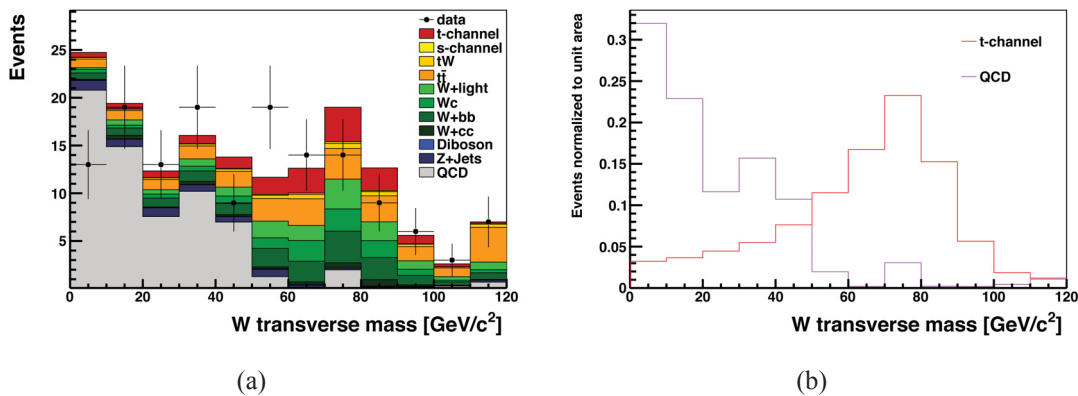 Events
25
20
15
10
5
data
t-channel
s-channel
tW
tt̄
W+light
Wc
W+bb
W+cc
Diboson
Z+Jets
QCD
0 20 40 60 80 100 120
W transverse mass [GeV/c²]
(a)
Events normalized to unit area
0.3
0.25
0.2
0.15
0.1
0.05
0
t-channel
QCD
0 20 40 60 80 100 120
W transverse mass [GeV/c²]
(b)